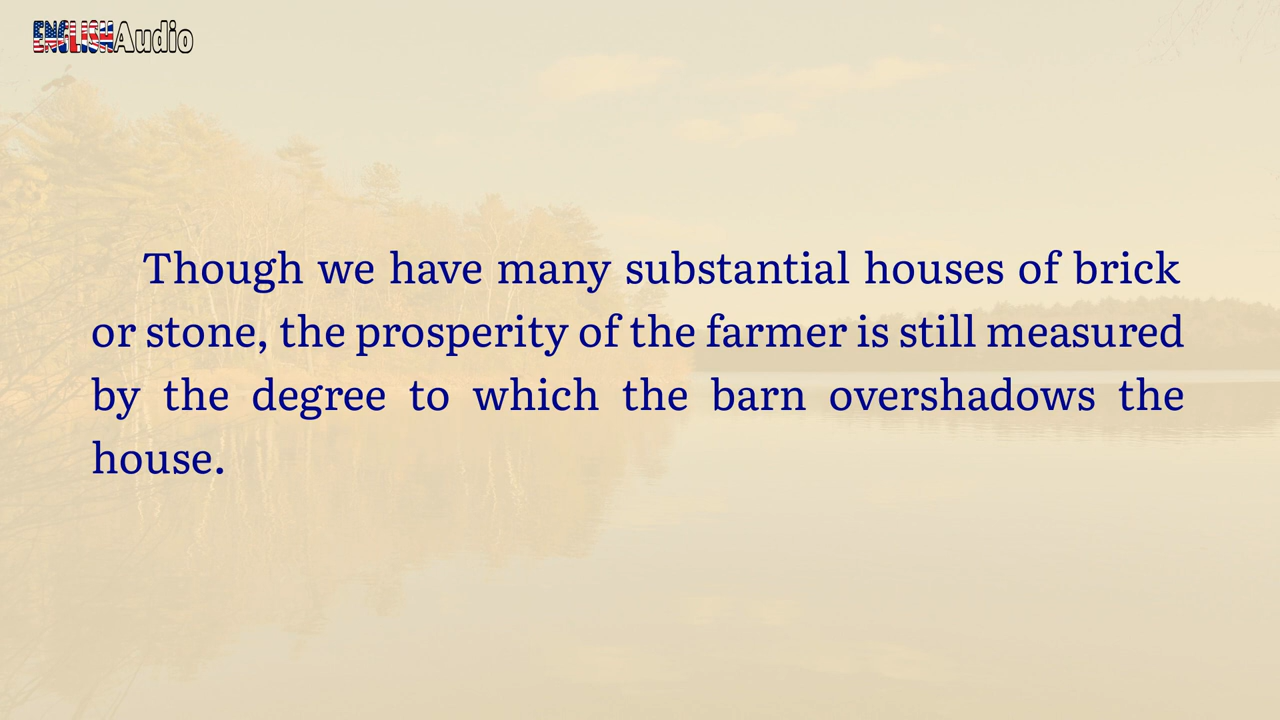 ENGLISHAudio
Though we have many substantial houses of brick
or stone, the prosperity of the farmer is still measured
by the degree to which the barn overshadows the
house.